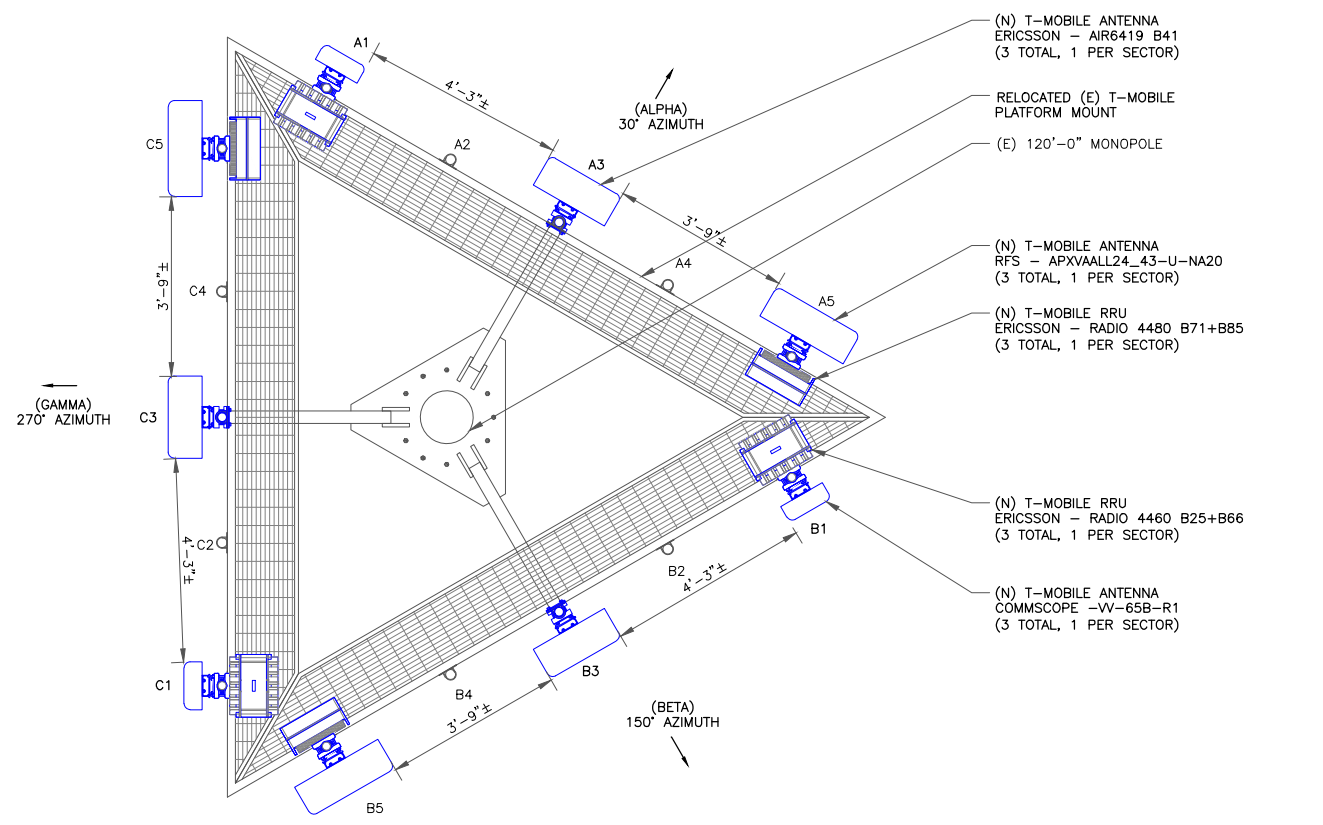 A1
4'-3"±
(ALPHA)
30° AZIMUTH
A2
A3
3'-9"±
A4
A5
(N) T-MOBILE ANTENNA
ERICSSON - AIR6419 B41
(3 TOTAL, 1 PER SECTOR)
RELOCATED (E) T-MOBILE
PLATFORM MOUNT
(E) 120'-0" MONOPOLE
(N) T-MOBILE ANTENNA
RFS - APXVAALL24_43-U-NA20
(3 TOTAL, 1 PER SECTOR)
(N) T-MOBILE RRU
ERICSSON - RADIO 4480 B71+B85
(3 TOTAL, 1 PER SECTOR)
(N) T-MOBILE RRU
ERICSSON - RADIO 4460 B25+B66
(3 TOTAL, 1 PER SECTOR)
(N) T-MOBILE ANTENNA
COMMSCOPE -VV-65B-R1
(3 TOTAL, 1 PER SECTOR)
C5
C4
3'-9"±
(GAMMA)
270° AZIMUTH
C3
C2
4'-3"±
C1
B1
B2
4'-3"±
B3
B4
3'-9"±
(BETA)
150° AZIMUTH
B5